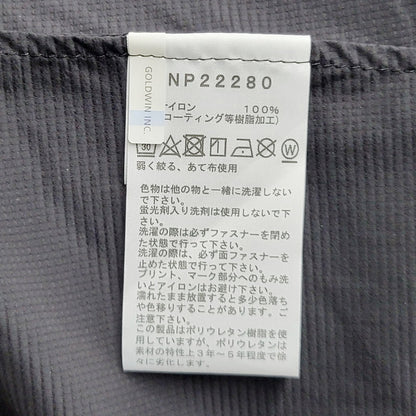 GOLDWIN INC.
NP22280
イロン 100%
コーティング等樹脂加工)
30
弱く絞る、あて布使用
色物は他の物と一緒に洗濯しない
で下さい。
蛍光剤入り洗剤は使用しないで下
さい。
洗濯の際は必ずファスナーを閉め
た状態で行って下さい。
洗濯の際は必ず面ファスナーを
止めた状態で行って下さい。
プリント、マーク部分へのもみ洗
いとアイロンはお避け下さい。
濡れたまま放置すると多少色落ち
や色移りすることがあります。ご
注意下さい。
この製品はポリウレタン樹脂を使
用していますが、ポリウレタンは
素材の特性上3年~5年程度で徐
々に劣化します。